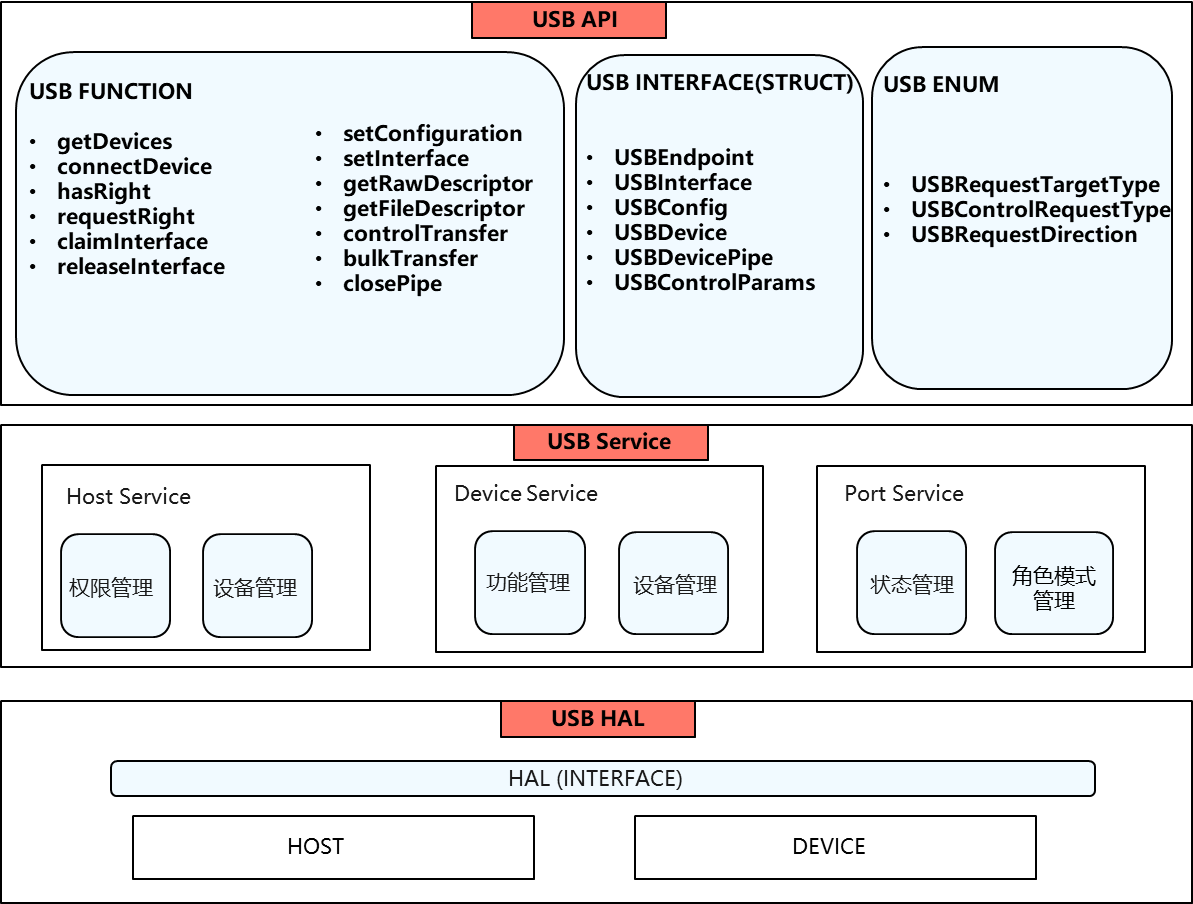 USB API
USB FUNCTION
• getDevices
• connectDevice
• hasRight
• requestRight
• claimInterface
• releaseInterface
• setConfiguration
• setInterface
• getRawDescriptor
• getFileDescriptor
• controlTransfer
• bulkTransfer
• closePipe
USB INTERFACE(STRUCT)
• USBEndpoint
• USBInterface
• USBConfig
• USBDevice
• USBDevicePipe
• USBControlParams
USB ENUM
• USBRequestTargetType
• USBControlRequestType
• USBRequestDirection
USB Service
Host Service
权限管理
设备管理
Device Service
功能管理
设备管理
Port Service
状态管理
角色模式
管理
USB HAL
HAL (INTERFACE)
HOST
DEVICE